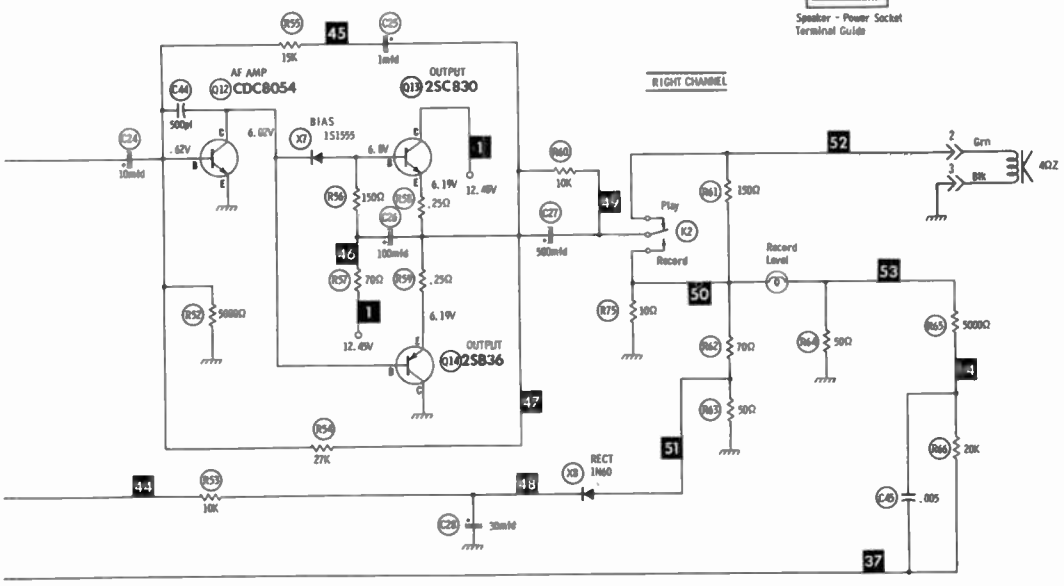 Speaker - Power Socket
Terminal Guide
R55
45
C25
15K
1mfd
AF AMP
Q12 CDC8054
OUTPUT
Q13 2SC830
RIGHT CHANNEL
C44
500pf
C
6.02V
BIAS
X7 1S1555
C
1
C24
.62V
B
6.8V
B
R60
52
2
Grn
10mfd
E
E
6.19V
12.49V
10K
3
Blk
4ΩZ
R56
150Ω
R58
.25Ω
R61
150Ω
C26
49
C27
Play
K2
46
100mfd
500mfd
Record
Record
Level
53
R57
70Ω
R59
.25Ω
50
R52
5000Ω
1
6.19V
R75
30Ω
R65
5000Ω
12.49V
E
OUTPUT
Q14 2SB36
R62
70Ω
R64
50Ω
B
C
4
47
R63
50Ω
R54
51
R66
20K
27K
RECT
X8 1N60
44
R53
48
10K
C45
.005
C28
30mfd
37